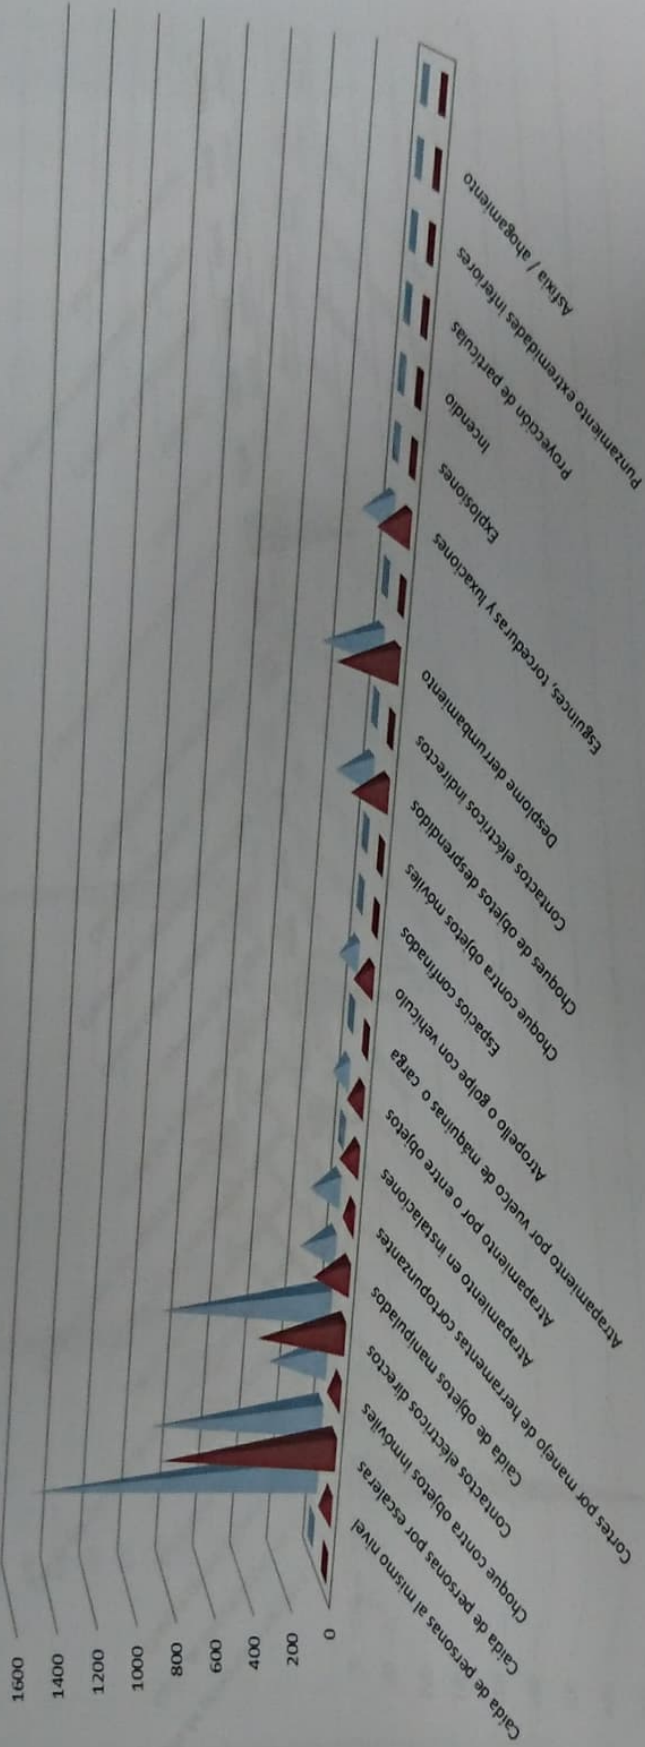 1600
1400
1200
1000
800
600
400
200
0
Caída de personas al mismo nivel
Caída de personas por escaleras
Choque contra objetos inmóviles
Contactos eléctricos directos
Caída de objetos manipulados
Cortes por manejo de herramientas cortopunzantes
Atrapamiento en instalaciones
Atrapamiento por o entre objetos
Atrapamiento por vuelco de máquinas o carga
Atropello o golpe con vehículo
Espacios confinados
Choque contra objetos móviles
Choques de objetos desprendidos
Contactos eléctricos indirectos
Desplome derrumbamiento
Esguinces, torceduras y luxaciones
Explosiones
Incendio
Proyección de partículas
Punzamiento extremidades inferiores
Asfixia / ahogamiento